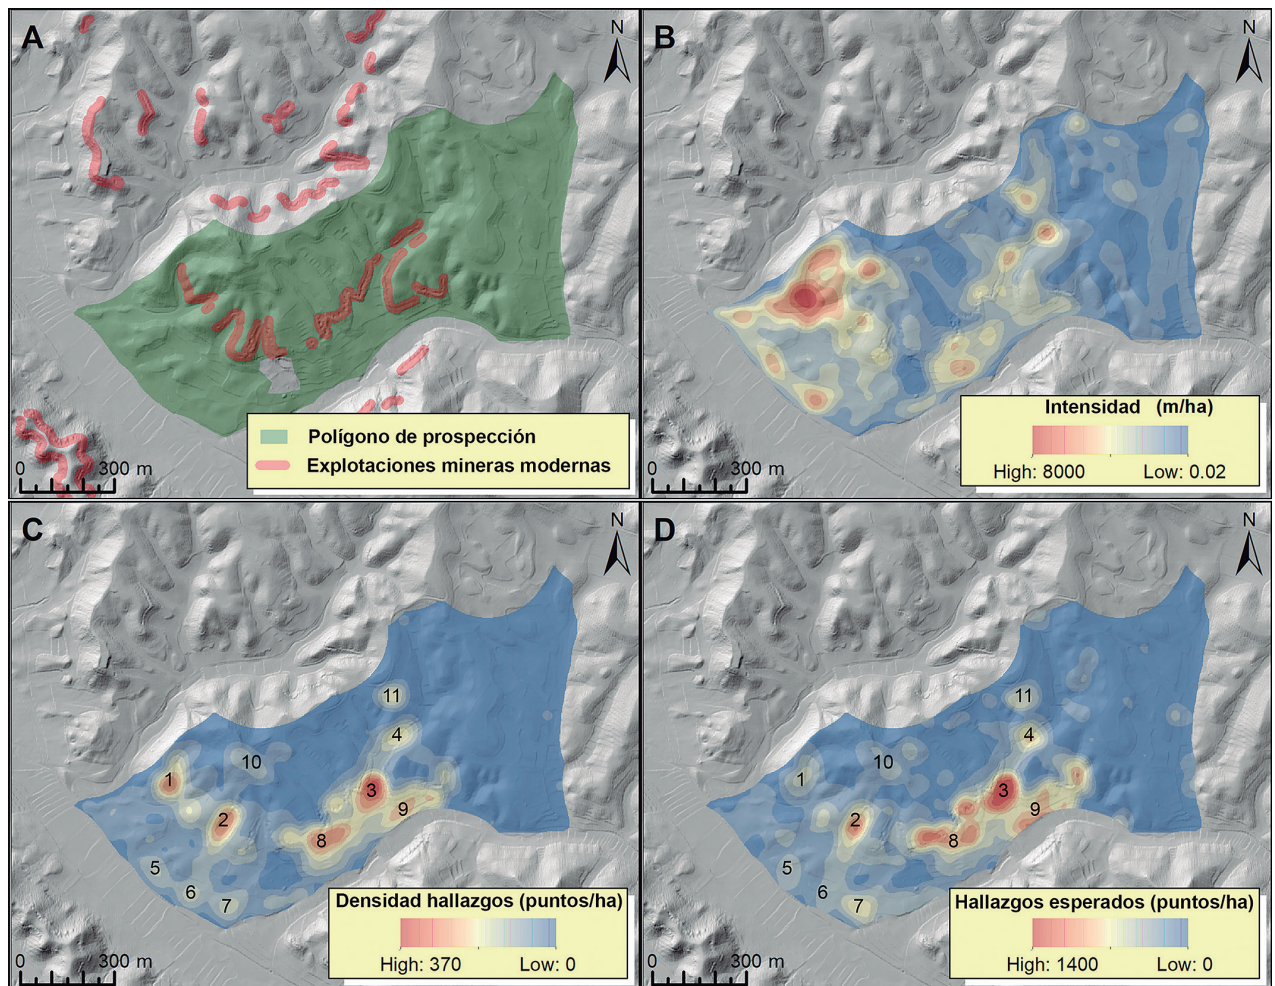 A
N
Polígono de prospección
Explotaciones mineras modernas
0 300 m
B
N
Intensidad (m/ha)
High: 8000 Low: 0.02
0 300 m
C
N
11
4
10
1
3
2
9
8
5
6
7
Densidad hallazgos (puntos/ha)
High: 370 Low: 0
0 300 m
D
N
11
4
10
1
3
2
9
8
5
6
7
Hallazgos esperados (puntos/ha)
High: 1400 Low: 0
0 300 m